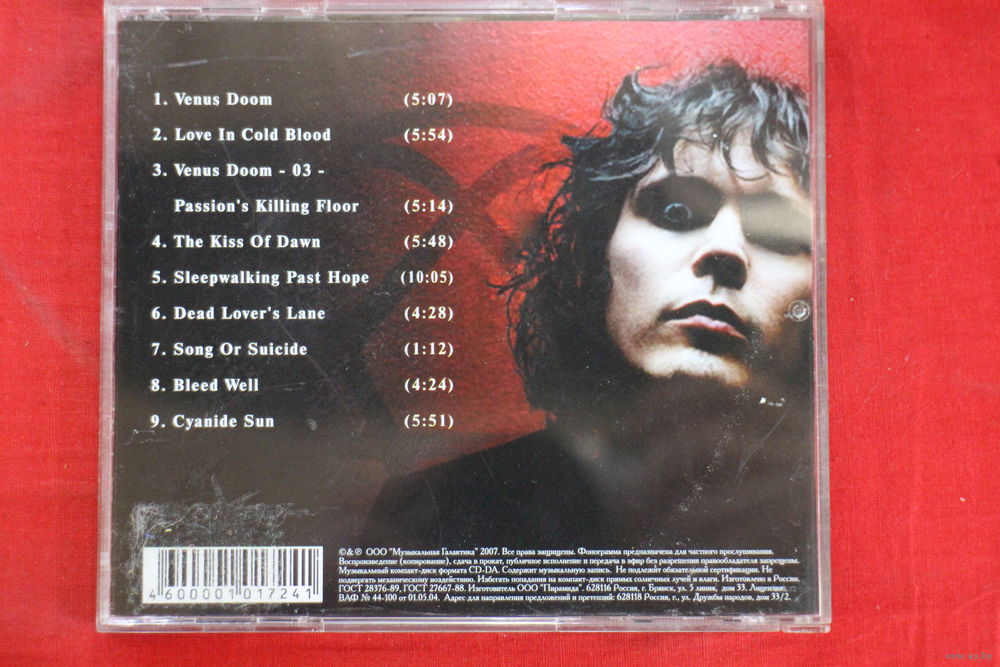 1. Venus Doom (5:07)
2. Love In Cold Blood (5:54)
3. Venus Doom - 03 -
Passion's Killing Floor (5:14)
4. The Kiss Of Dawn (5:48)
5. Sleepwalking Past Hope (10:05)
6. Dead Lover's Lane (4:28)
7. Song Or Suicide (1:12)
8. Bleed Well (4:24)
9. Cyanide Sun (5:51)
4 600001 017241
©& ℗ ООО "Музыкальная Галактика" 2007. Все права защищены. Фонограмма предназначена для частного прослушивания.
Воспроизведение (копирование), сдача в прокат, публичное исполнение и передача в эфир без разрешения правообладателя запрещены.
Музыкальный компакт-диск формата CD-DA. Содержит музыкальную запись. Не подлежит обязательной сертификации. Не
подвергать механическому воздействию. Избегать попадания на компакт-диск прямых солнечных лучей и влаги. Изготовлено в России.
ГОСТ 28376-89, ГОСТ 27667-88. Изготовитель ООО "Пирамида". 628116 Россия, г. Брянск, ул. 5 линия, дом 33. Лицензия
ВАФ № 44-100 от 01.05.04. Адрес для направления предложений и претензий: 628118 Россия, г., ул. Дружбы народов, дом 33/2.